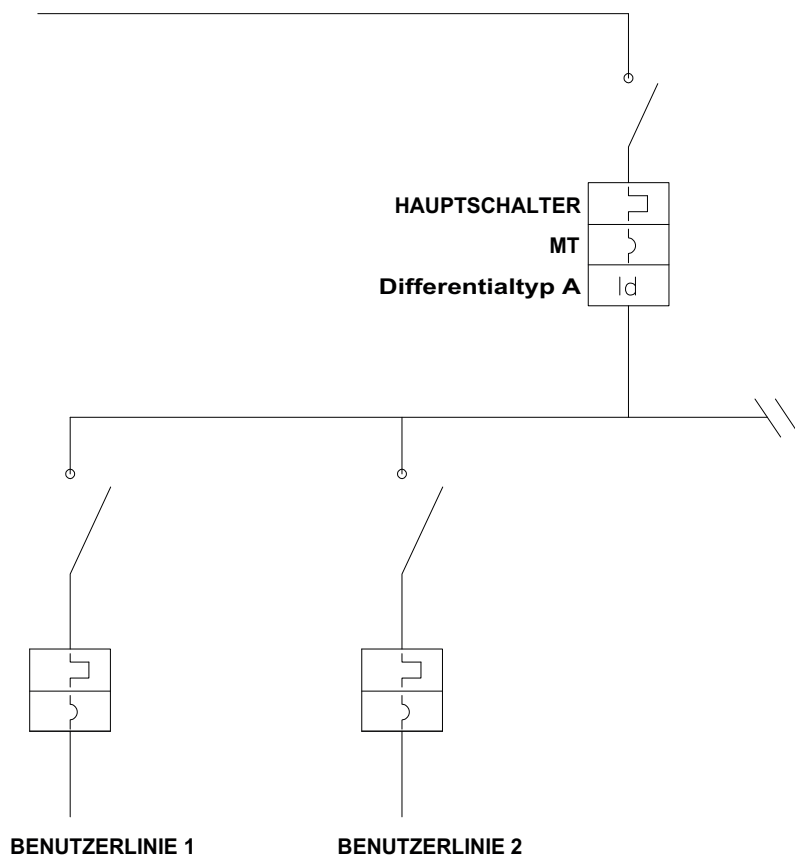 HAUPTSCHALTER
MT
Differentialtyp A
Id
BENUTZERLINIE 1
BENUTZERLINIE 2